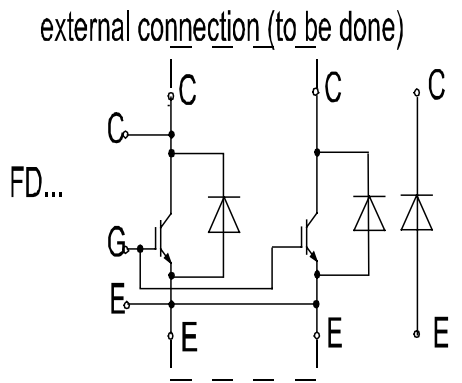 external connection (to be done)
C C C
C
FD...
G
E
E E E